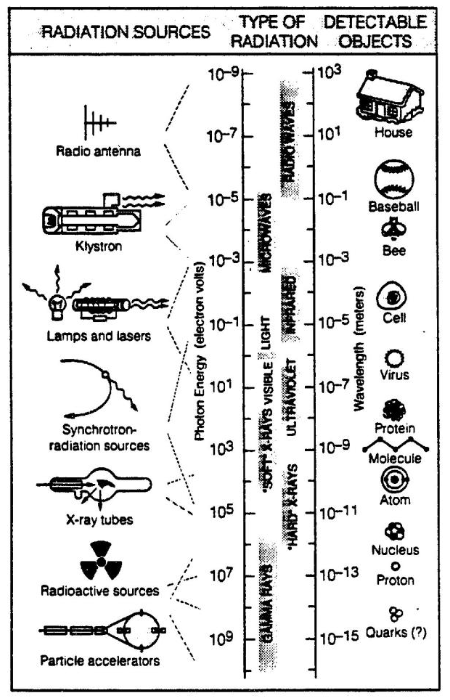 RADIATION SOURCES
TYPE OF
RADIATION
DETECTABLE
OBJECTS
Radio antenna
Klystron
Lamps and lasers
Synchrotron-
radiation sources
X-ray tubes
Radioactive sources
Particle accelerators
Photon Energy (electron volts)
10⁻⁹
10⁻⁷
10⁻⁵
10⁻³
10⁻¹
10¹
10³
10⁵
10⁷
10⁹
RADIO WAVES
MICROWAVES
INFRARED
VISIBLE LIGHT
ULTRAVIOLET
"SOFT" X-RAYS
"HARD" X-RAYS
GAMMA RAYS
Wavelength (meters)
10³
10¹
10⁻¹
10⁻³
10⁻⁵
10⁻⁷
10⁻⁹
10⁻¹¹
10⁻¹³
10⁻¹⁵
House
Baseball
Bee
Cell
Virus
Protein
Molecule
Atom
Nucleus
Proton
Quarks (?)